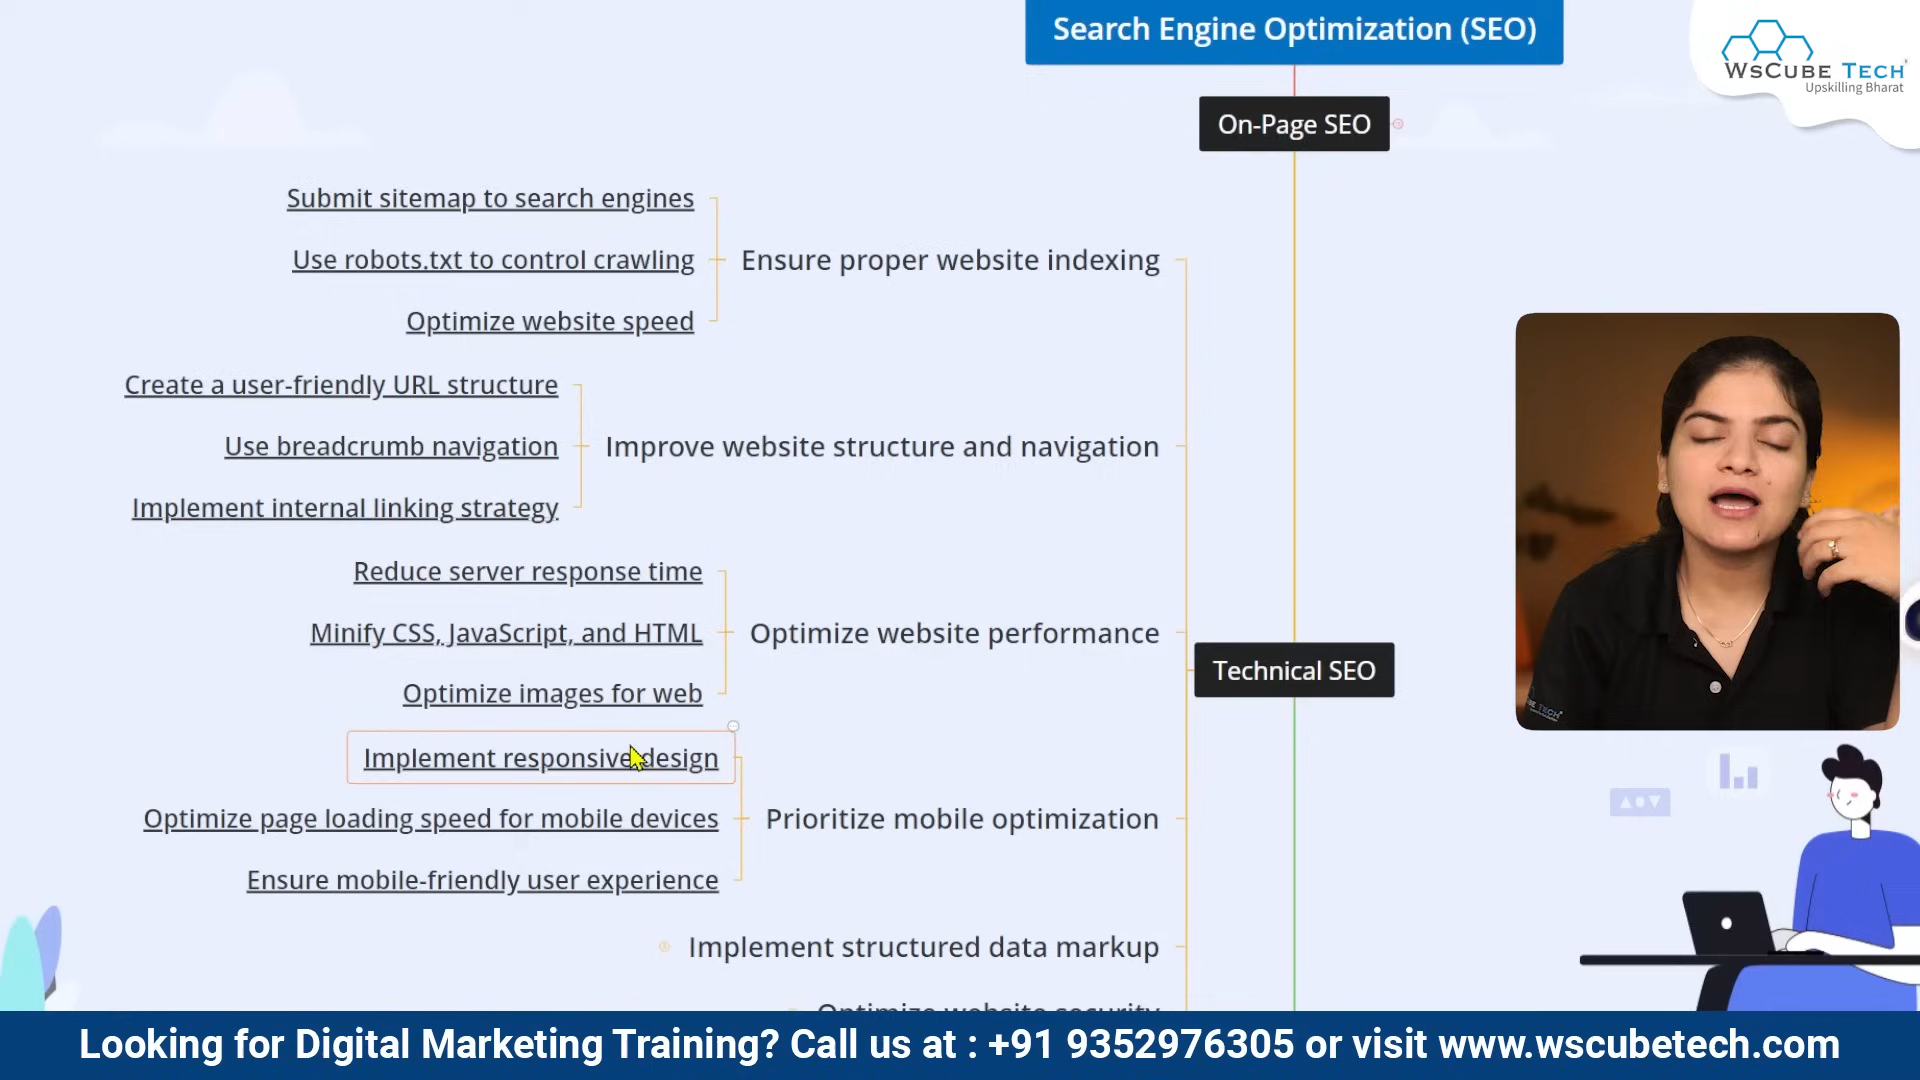 Search Engine Optimization (SEO)
WsCube Tech
Upskilling Bharat
On-Page SEO
Submit sitemap to search engines
Use robots.txt to control crawling
Ensure proper website indexing
Optimize website speed
Create a user-friendly URL structure
Use breadcrumb navigation
Improve website structure and navigation
Implement internal linking strategy
Reduce server response time
Minify CSS, JavaScript, and HTML
Optimize website performance
Technical SEO
Optimize images for web
Implement responsive design
Optimize page loading speed for mobile devices
Prioritize mobile optimization
Ensure mobile-friendly user experience
Implement structured data markup
Optimize website security
Looking for Digital Marketing Training? Call us at : +91 9352976305 or visit www.wscubetech.com